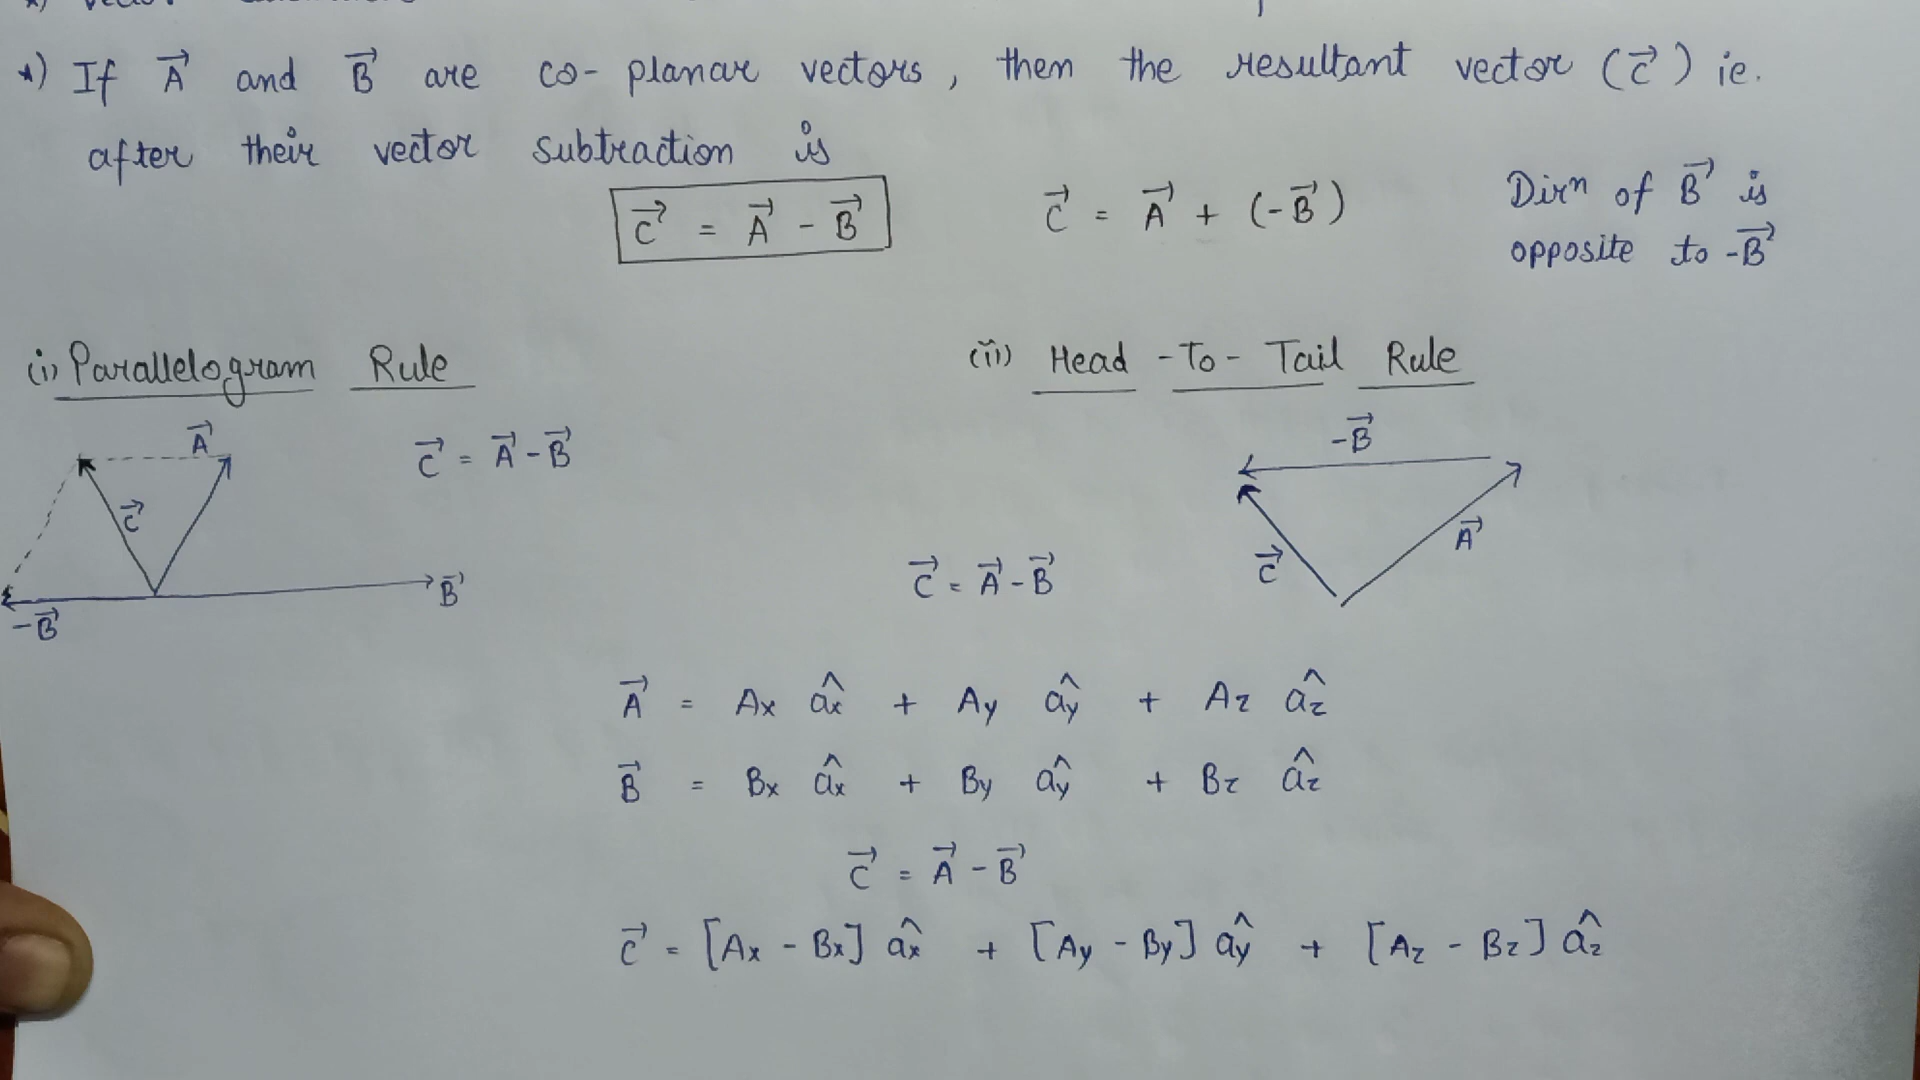 *) If A⃗ and B⃗ are co-planar vectors, then the resultant vector (C⃗) ie.
after their vector subtraction is
C⃗ = A⃗ - B⃗
C⃗ = A⃗ + (-B⃗)
Dirn of B⃗ is
opposite to -B⃗
(i) Parallelogram Rule
(ii) Head-To-Tail Rule
A⃗
C⃗ = A⃗ - B⃗
C⃗
B⃗
-B⃗
-B⃗
A⃗
C⃗
C⃗ = A⃗ - B⃗
A⃗ = Ax âx + Ay ây + Az âz
B⃗ = Bx âx + By ây + Bz âz
C⃗ = A⃗ - B⃗
C⃗ = [Ax - Bx] âx + [Ay - By] ây + [Az - Bz] âz